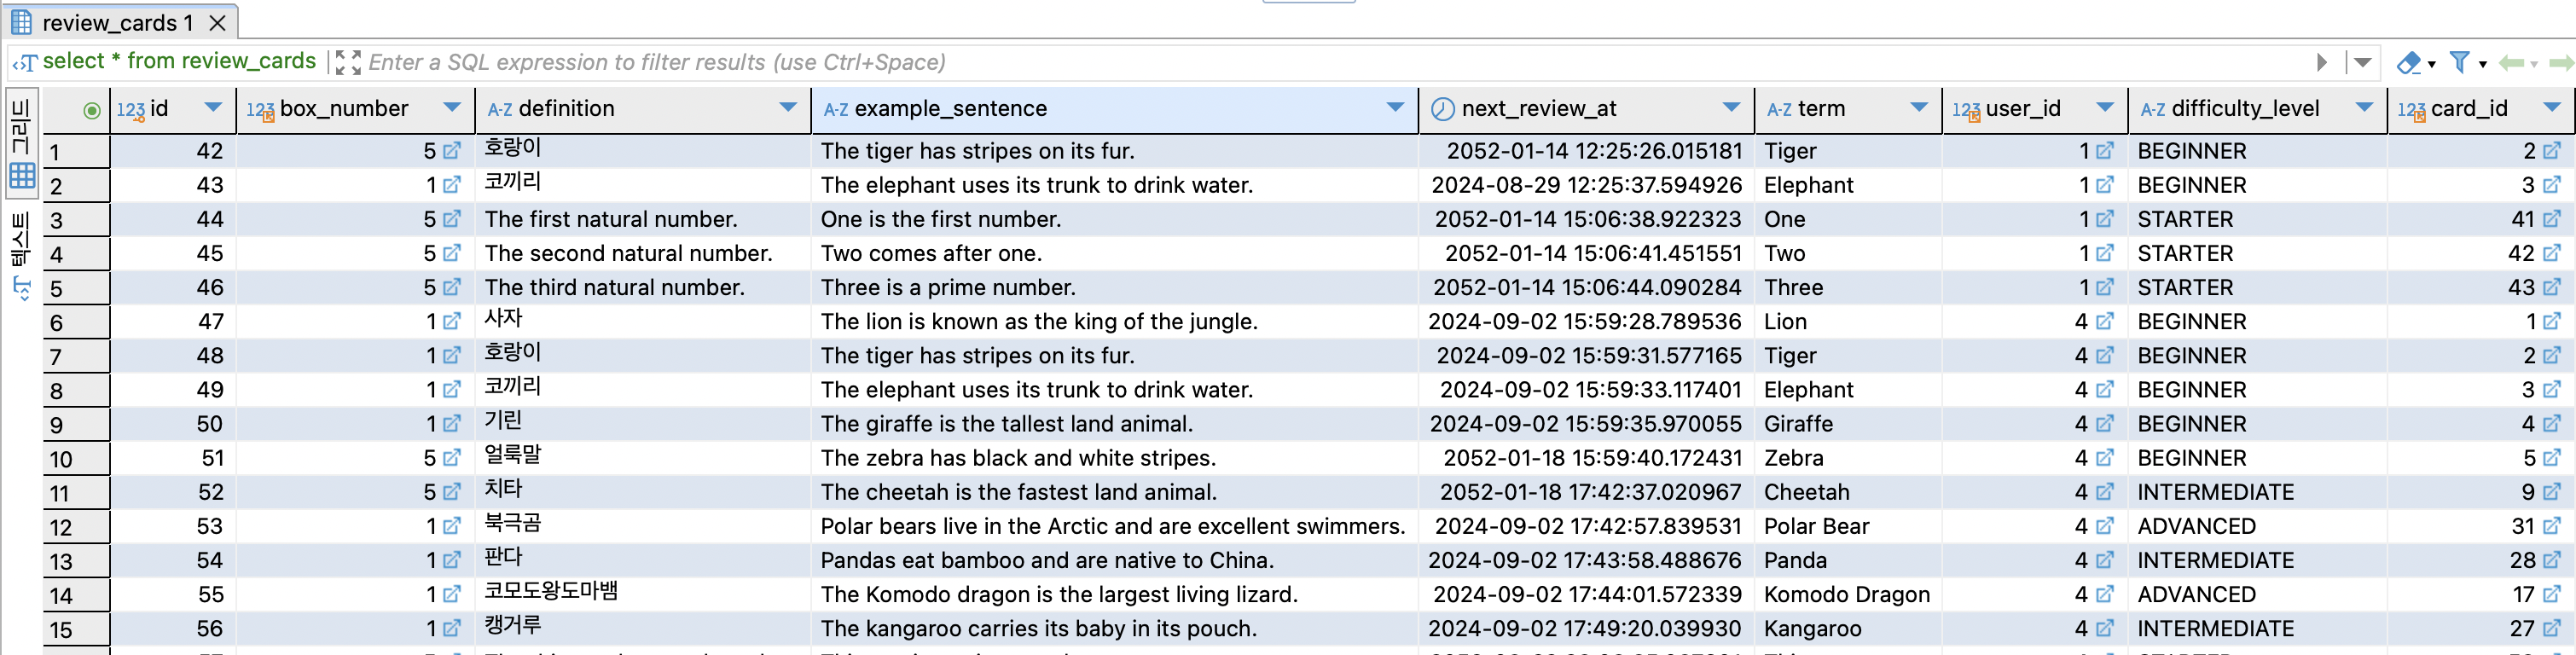 review_cards 1
select * from review_cards Enter a SQL expression to filter results (use Ctrl+Space)
그리드
텍스트
123 id 123 box_number A-Z definition A-Z example_sentence next_review_at A-Z term 123 user_id A-Z difficulty_level 123 card_id
1 42 5 호랑이 The tiger has stripes on its fur. 2052-01-14 12:25:26.015181 Tiger 1 BEGINNER 2
2 43 1 코끼리 The elephant uses its trunk to drink water. 2024-08-29 12:25:37.594926 Elephant 1 BEGINNER 3
3 44 5 The first natural number. One is the first number. 2052-01-14 15:06:38.922323 One 1 STARTER 41
4 45 5 The second natural number. Two comes after one. 2052-01-14 15:06:41.451551 Two 1 STARTER 42
5 46 5 The third natural number. Three is a prime number. 2052-01-14 15:06:44.090284 Three 1 STARTER 43
6 47 1 사자 The lion is known as the king of the jungle. 2024-09-02 15:59:28.789536 Lion 4 BEGINNER 1
7 48 1 호랑이 The tiger has stripes on its fur. 2024-09-02 15:59:31.577165 Tiger 4 BEGINNER 2
8 49 1 코끼리 The elephant uses its trunk to drink water. 2024-09-02 15:59:33.117401 Elephant 4 BEGINNER 3
9 50 1 기린 The giraffe is the tallest land animal. 2024-09-02 15:59:35.970055 Giraffe 4 BEGINNER 4
10 51 5 얼룩말 The zebra has black and white stripes. 2052-01-18 15:59:40.172431 Zebra 4 BEGINNER 5
11 52 5 치타 The cheetah is the fastest land animal. 2052-01-18 17:42:37.020967 Cheetah 4 INTERMEDIATE 9
12 53 1 북극곰 Polar bears live in the Arctic and are excellent swimmers. 2024-09-02 17:42:57.839531 Polar Bear 4 ADVANCED 31
13 54 1 판다 Pandas eat bamboo and are native to China. 2024-09-02 17:43:58.488676 Panda 4 INTERMEDIATE 28
14 55 1 코모도왕도마뱀 The Komodo dragon is the largest living lizard. 2024-09-02 17:44:01.572339 Komodo Dragon 4 ADVANCED 17
15 56 1 캥거루 The kangaroo carries its baby in its pouch. 2024-09-02 17:49:20.039930 Kangaroo 4 INTERMEDIATE 27